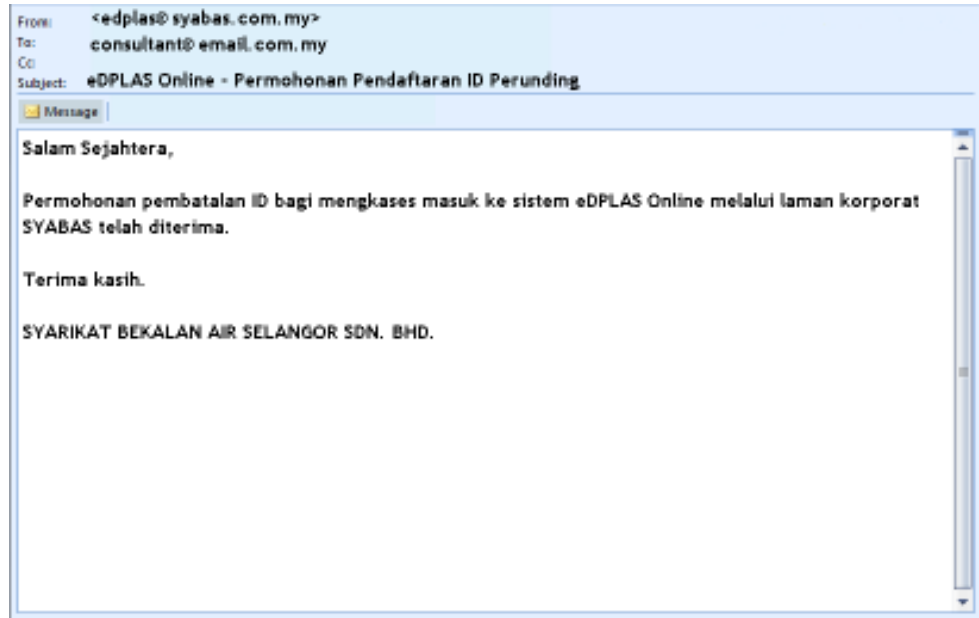 From: <edplas@syabas.com.my>
To: consultant@email.com.my
Cc:
Subject: eDPLAS Online - Permohonan Pendaftaran ID Perunding
Message
Salam Sejahtera,
Permohonan pembatalan ID bagi mengkases masuk ke sistem eDPLAS Online melalui laman korporat
SYABAS telah diterima.
Terima kasih.
SYARIKAT BEKALAN AIR SELANGOR SDN. BHD.